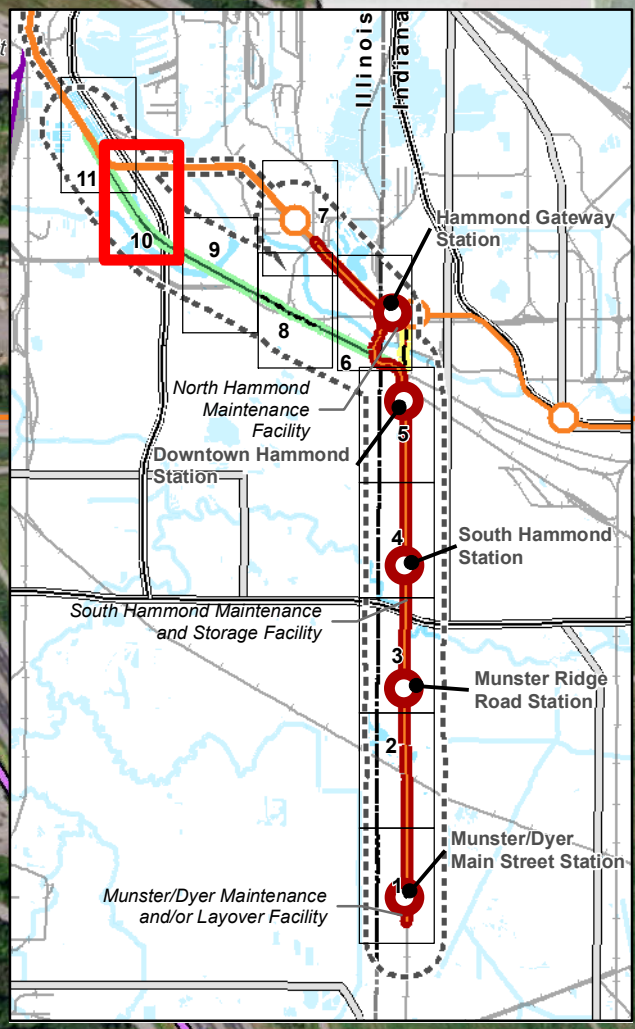 t
Illinois
Indiana
11
10
9
7
Hammond Gateway
Station
8
6
North Hammond
Maintenance
Facility
Downtown Hammond
Station
5
4
South Hammond
Station
South Hammond Maintenance
and Storage Facility
3
Munster Ridge
Road Station
2
Munster/Dyer
Main Street Station
1
Munster/Dyer Maintenance
and/or Layover Facility